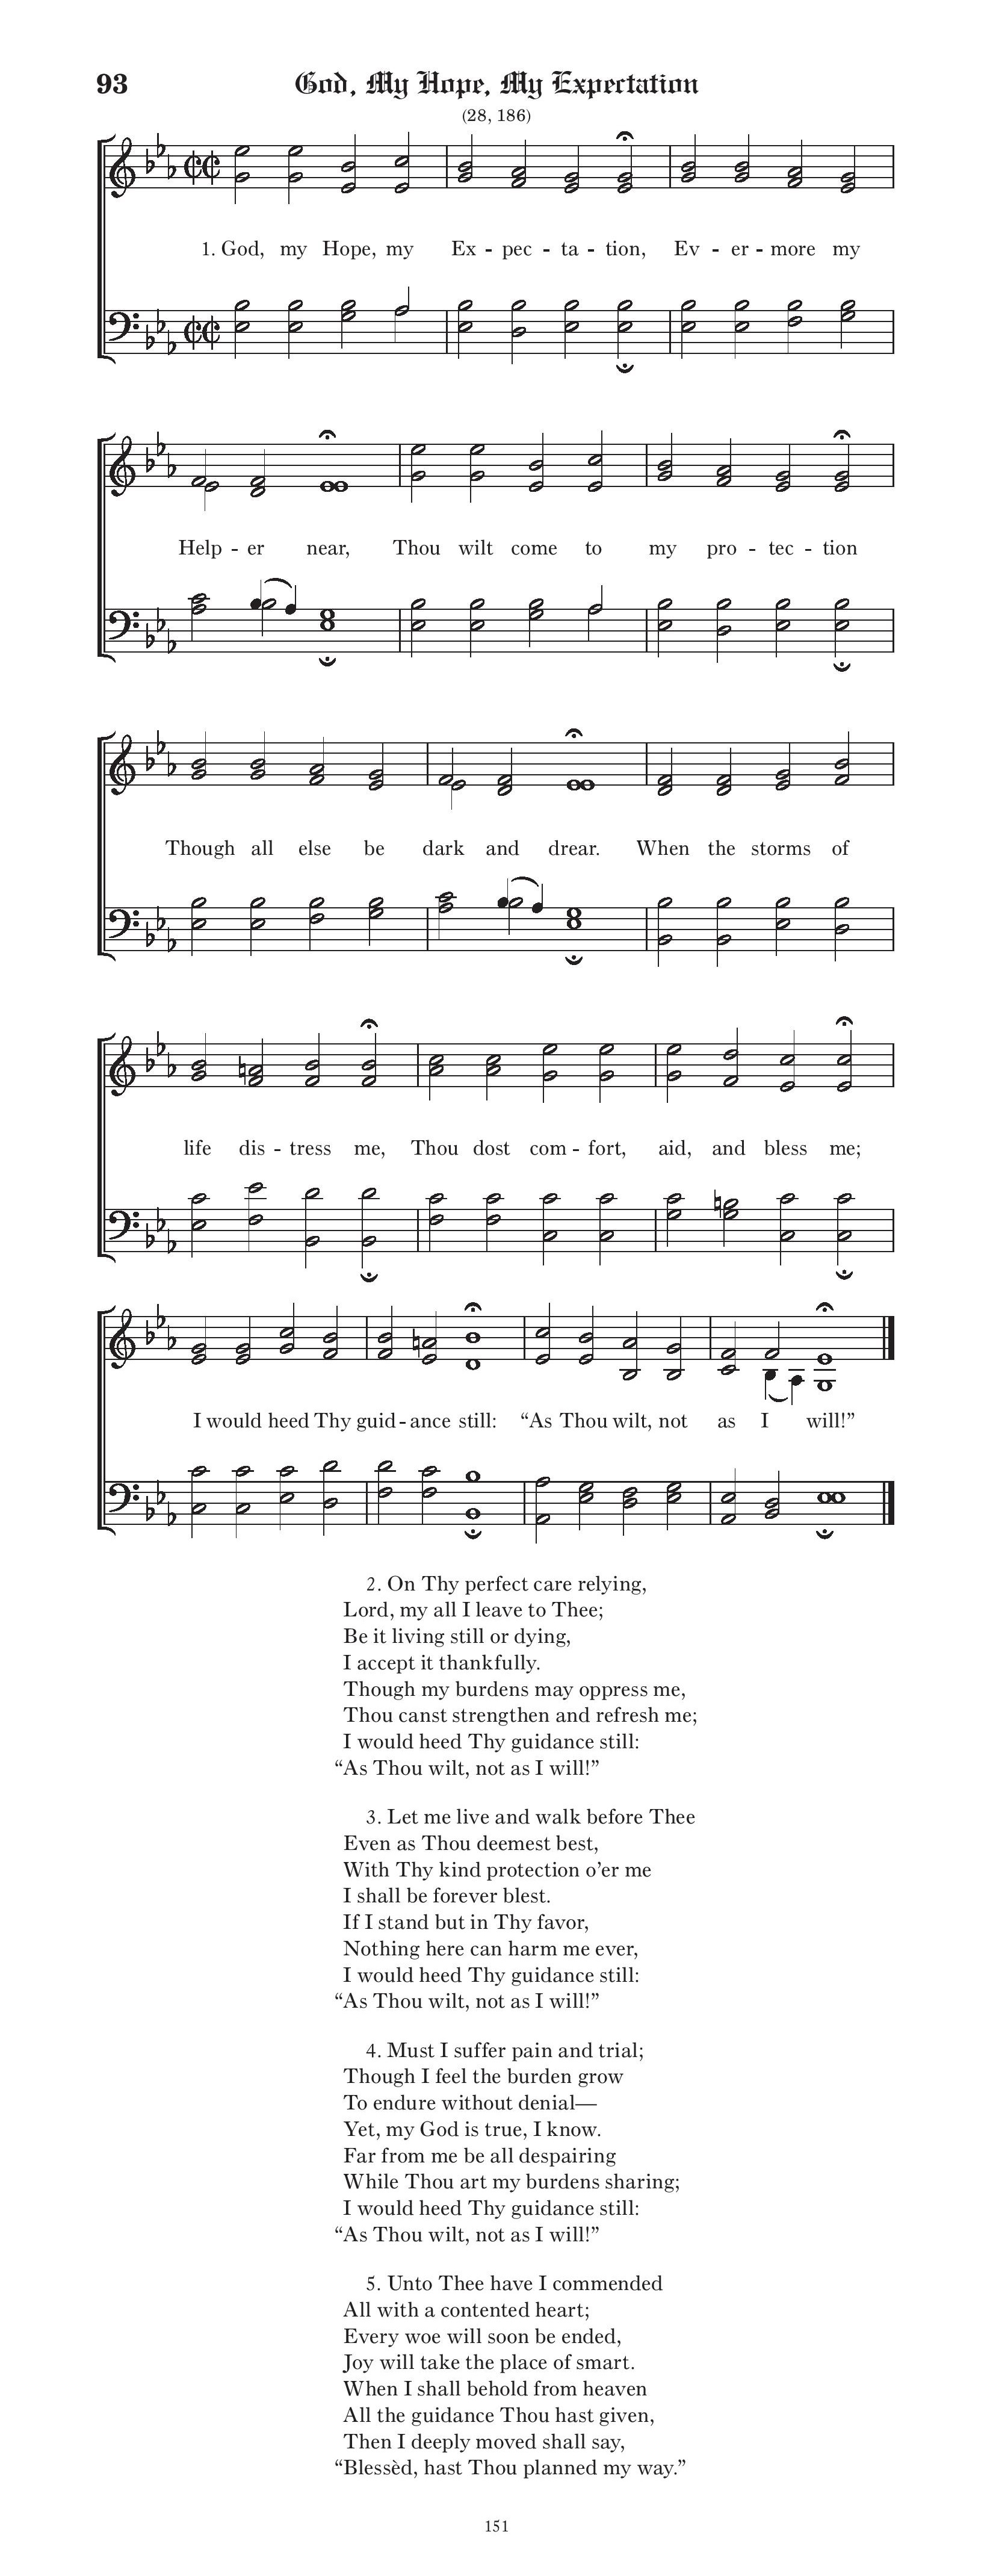 93 God, My Hope, My Expectation
(28, 186)
1. God, my Hope, my Ex - pec - ta - tion, Ev - er - more my
Help - er near, Thou wilt come to my pro - tec - tion
Though all else be dark and drear. When the storms of
life dis - tress me, Thou dost com - fort, aid, and bless me;
I would heed Thy guid - ance still: “As Thou wilt, not as I will!”
2. On Thy perfect care relying,
Lord, my all I leave to Thee;
Be it living still or dying,
I accept it thankfully.
Though my burdens may oppress me,
Thou canst strengthen and refresh me;
I would heed Thy guidance still:
“As Thou wilt, not as I will!”
3. Let me live and walk before Thee
Even as Thou deemest best,
With Thy kind protection o’er me
I shall be forever blest.
If I stand but in Thy favor,
Nothing here can harm me ever,
I would heed Thy guidance still:
“As Thou wilt, not as I will!”
4. Must I suffer pain and trial;
Though I feel the burden grow
To endure without denial—
Yet, my God is true, I know.
Far from me be all despairing
While Thou art my burdens sharing;
I would heed Thy guidance still:
“As Thou wilt, not as I will!”
5. Unto Thee have I commended
All with a contented heart;
Every woe will soon be ended,
Joy will take the place of smart.
When I shall behold from heaven
All the guidance Thou hast given,
Then I deeply moved shall say,
“Blessèd, hast Thou planned my way.”
151